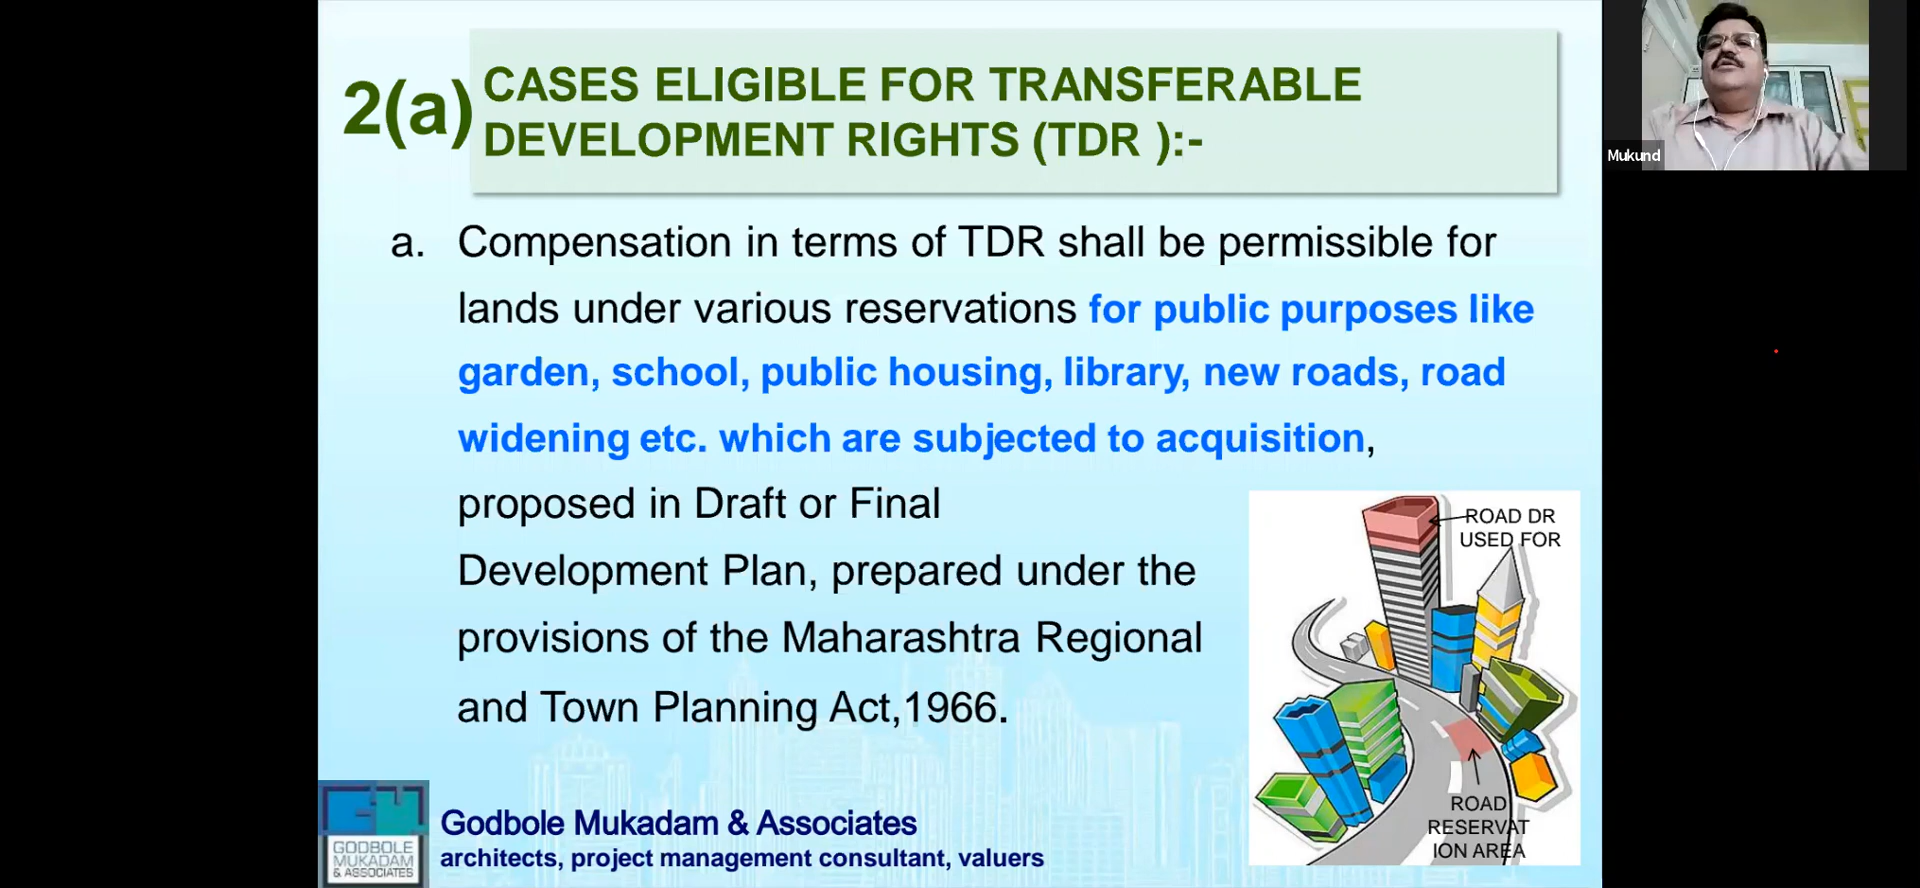 2(a)
CASES ELIGIBLE FOR TRANSFERABLE
DEVELOPMENT RIGHTS (TDR ):-
Mukund
a. Compensation in terms of TDR shall be permissible for
lands under various reservations for public purposes like
garden, school, public housing, library, new roads, road
widening etc. which are subjected to acquisition,
proposed in Draft or Final
Development Plan, prepared under the
provisions of the Maharashtra Regional
and Town Planning Act,1966.
ROAD DR
USED FOR
ROAD
RESERVAT
ION AREA
GM
GODBOLE
MUKADAM
& ASSOCIATES
Godbole Mukadam & Associates
architects, project management consultant, valuers